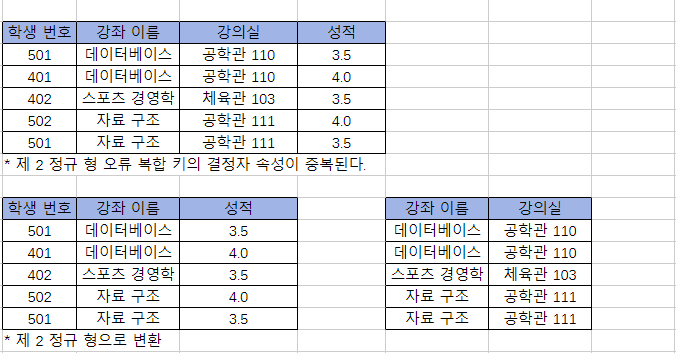 학생 번호 강좌 이름 강의실 성적
501 데이터베이스 공학관 110 3.5
401 데이터베이스 공학관 110 4.0
402 스포츠 경영학 체육관 103 3.5
502 자료 구조 공학관 111 4.0
501 자료 구조 공학관 111 3.5
* 제 2 정규 형 오류 복합 키의 결정자 속성이 중복된다.
학생 번호 강좌 이름 성적
501 데이터베이스 3.5
401 데이터베이스 4.0
402 스포츠 경영학 3.5
502 자료 구조 4.0
501 자료 구조 3.5
* 제 2 정규 형으로 변환
강좌 이름 강의실
데이터베이스 공학관 110
데이터베이스 공학관 110
스포츠 경영학 체육관 103
자료 구조 공학관 111
자료 구조 공학관 111